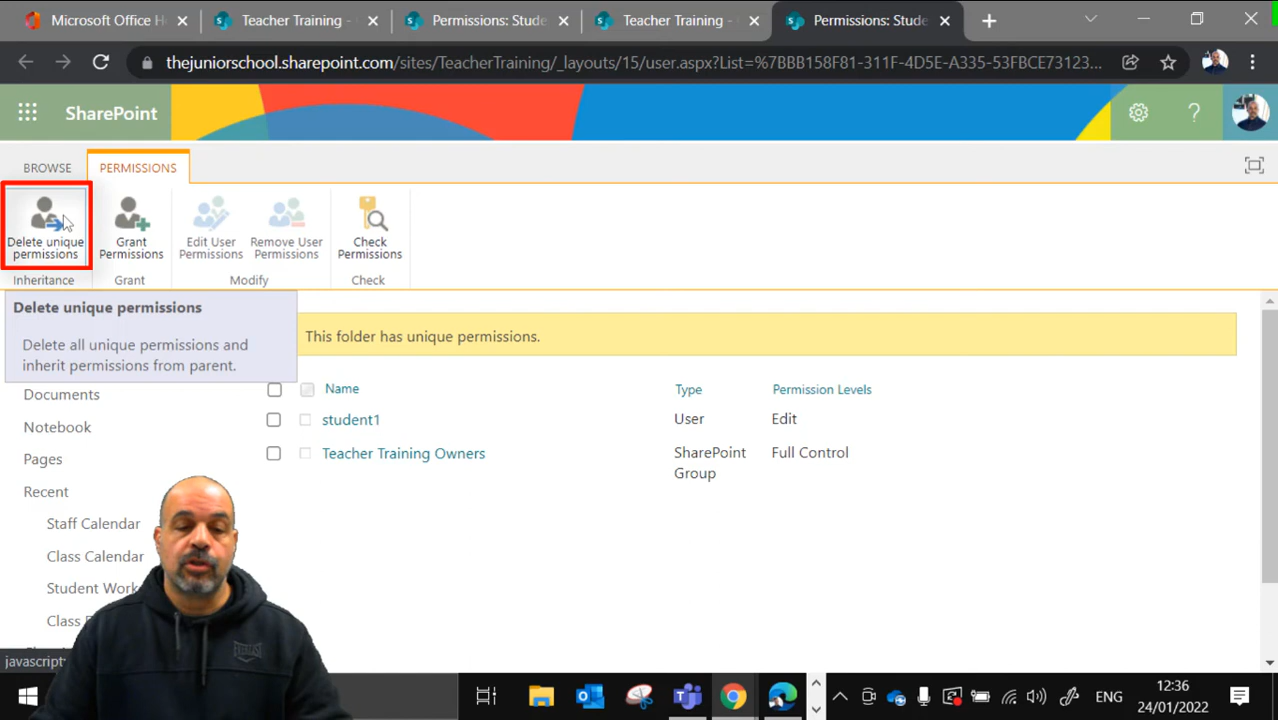 Microsoft Office H
Teacher Training -
Permissions: Stude
Teacher Training -
Permissions: Stude
thejuniorschool.sharepoint.com/sites/TeacherTraining/_layouts/15/user.aspx?List=%7BBB158F81-311F-4D5E-A335-53FBCE73123...
SharePoint
BROWSE
PERMISSIONS
Delete unique
permissions
Grant
Permissions
Edit User
Permissions
Remove User
Permissions
Check
Permissions
Inheritance
Grant
Modify
Check
Delete unique permissions
Delete all unique permissions and
inherit permissions from parent.
This folder has unique permissions.
Name
Type
Permission Levels
student1
User
Edit
Teacher Training Owners
SharePoint
Group
Full Control
Documents
Notebook
Pages
Recent
Staff Calendar
Class Calendar
Student Work
Class
javascript:
EVERLAST
ENG
12:36
24/01/2022